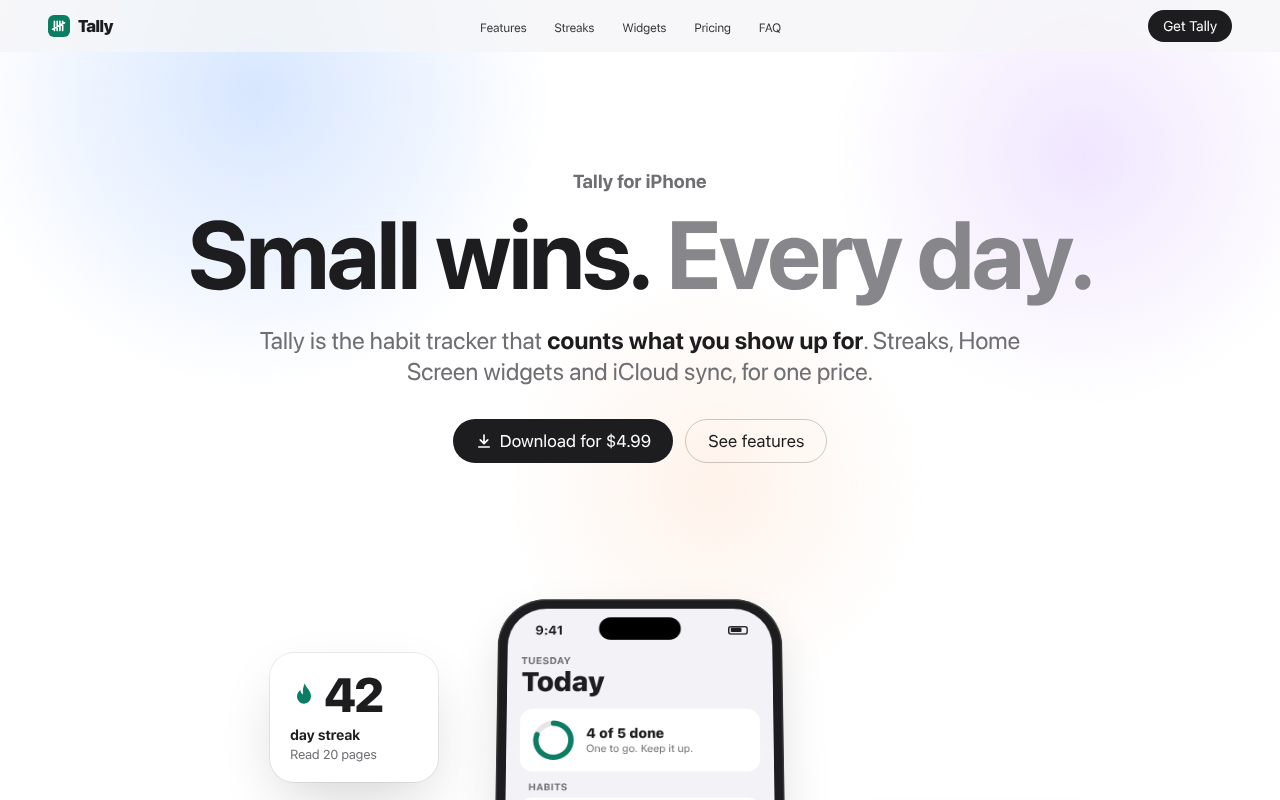 Tally
Features
Streaks
Widgets
Pricing
FAQ
Get Tally
Tally for iPhone
Small wins. Every day.
Tally is the habit tracker that counts what you show up for. Streaks, Home
Screen widgets and iCloud sync, for one price.
Download for $4.99
See features
9:41
TUESDAY
Today
42
day streak
Read 20 pages
4 of 5 done
One to go. Keep it up.
HABITS